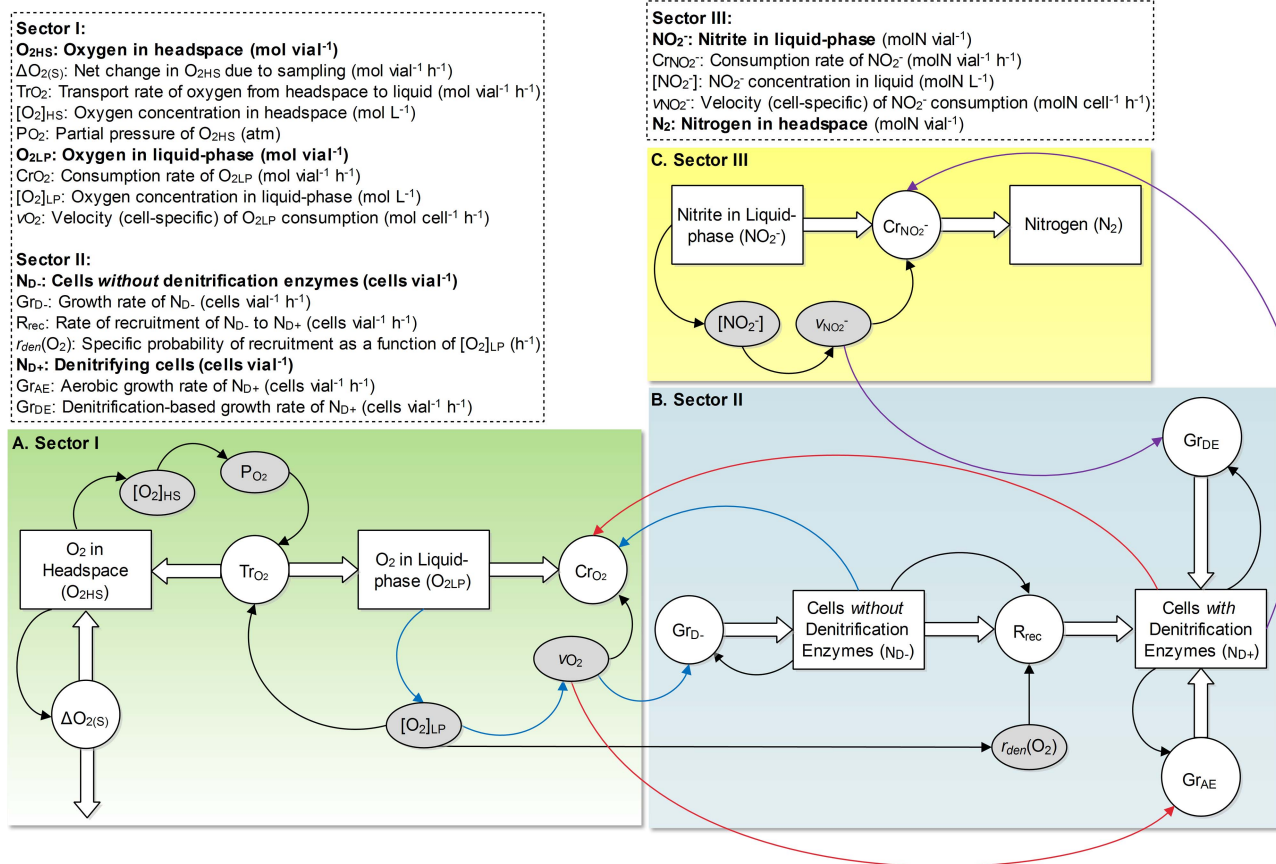 Sector I:
O₂HS: Oxygen in headspace (mol vial⁻¹)
ΔO₂(S): Net change in O₂HS due to sampling (mol vial⁻¹ h⁻¹)
TrO₂: Transport rate of oxygen from headspace to liquid (mol vial⁻¹ h⁻¹)
[O₂]HS: Oxygen concentration in headspace (mol L⁻¹)
PO₂: Partial pressure of O₂HS (atm)
O₂LP: Oxygen in liquid-phase (mol vial⁻¹)
CrO₂: Consumption rate of O₂LP (mol vial⁻¹ h⁻¹)
[O₂]LP: Oxygen concentration in liquid-phase (mol L⁻¹)
vO₂: Velocity (cell-specific) of O₂LP consumption (mol cell⁻¹ h⁻¹)
Sector II:
ND-: Cells without denitrification enzymes (cells vial⁻¹)
GrD-: Growth rate of ND- (cells vial⁻¹ h⁻¹)
Rrec: Rate of recruitment of ND- to ND+ (cells vial⁻¹ h⁻¹)
rden(O₂): Specific probability of recruitment as a function of [O₂]LP (h⁻¹)
ND+: Denitrifying cells (cells vial⁻¹)
GrAE: Aerobic growth rate of ND+ (cells vial⁻¹ h⁻¹)
GrDE: Denitrification-based growth rate of ND+ (cells vial⁻¹ h⁻¹)
Sector III:
NO₂⁻: Nitrite in liquid-phase (molN vial⁻¹)
CrNO₂⁻: Consumption rate of NO₂⁻ (molN vial⁻¹ h⁻¹)
[NO₂⁻]: NO₂⁻ concentration in liquid (molN L⁻¹)
vNO₂⁻: Velocity (cell-specific) of NO₂⁻ consumption (molN cell⁻¹ h⁻¹)
N₂: Nitrogen in headspace (molN vial⁻¹)
C. Sector III
Nitrite in Liquid-
phase (NO₂⁻)
CrNO₂⁻
Nitrogen (N₂)
[NO₂⁻]
vNO₂⁻
A. Sector I
[O₂]HS
PO₂
O₂ in
Headspace
(O₂HS)
TrO₂
O₂ in Liquid-
phase (O₂LP)
CrO₂
vO₂
[O₂]LP
ΔO₂(S)
B. Sector II
GrDE
GrD-
Cells without
Denitrification
Enzymes (ND-)
Rrec
Cells with
Denitrification
Enzymes (ND+)
rden(O₂)
GrAE